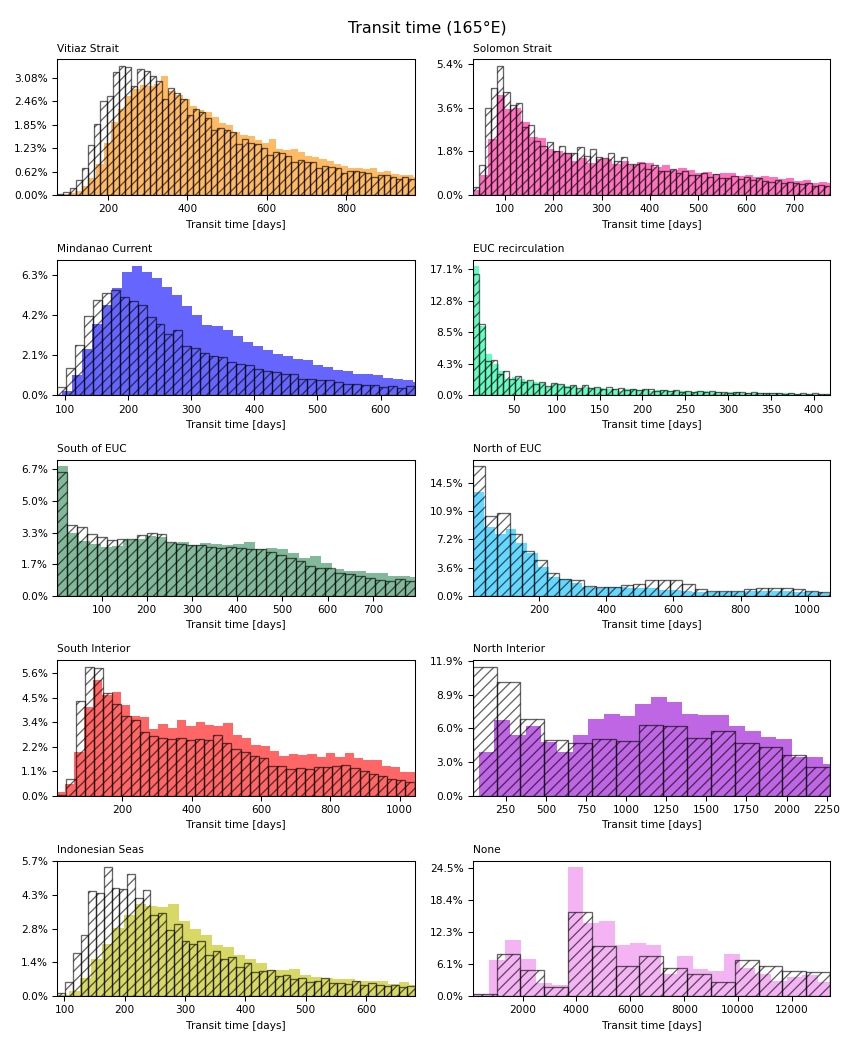 Transit time (165°E)
Vitiaz Strait
3.08%
2.46%
1.85%
1.23%
0.62%
0.00%
200 400 600 800
Transit time [days]
Solomon Strait
5.4%
3.6%
1.8%
0.0%
100 200 300 400 500 600 700
Transit time [days]
Mindanao Current
6.3%
4.2%
2.1%
0.0%
100 200 300 400 500 600
Transit time [days]
EUC recirculation
17.1%
12.8%
8.5%
4.3%
0.0%
50 100 150 200 250 300 350 400
Transit time [days]
South of EUC
6.7%
5.0%
3.3%
1.7%
0.0%
100 200 300 400 500 600 700
Transit time [days]
North of EUC
14.5%
10.9%
7.2%
3.6%
0.0%
200 400 600 800 1000
Transit time [days]
South Interior
5.6%
4.5%
3.4%
2.2%
1.1%
0.0%
200 400 600 800 1000
Transit time [days]
North Interior
11.9%
8.9%
6.0%
3.0%
0.0%
250 500 750 1000 1250 1500 1750 2000 2250
Transit time [days]
Indonesian Seas
5.7%
4.3%
2.8%
1.4%
0.0%
100 200 300 400 500 600
Transit time [days]
None
24.5%
18.4%
12.3%
6.1%
0.0%
2000 4000 6000 8000 10000 12000
Transit time [days]